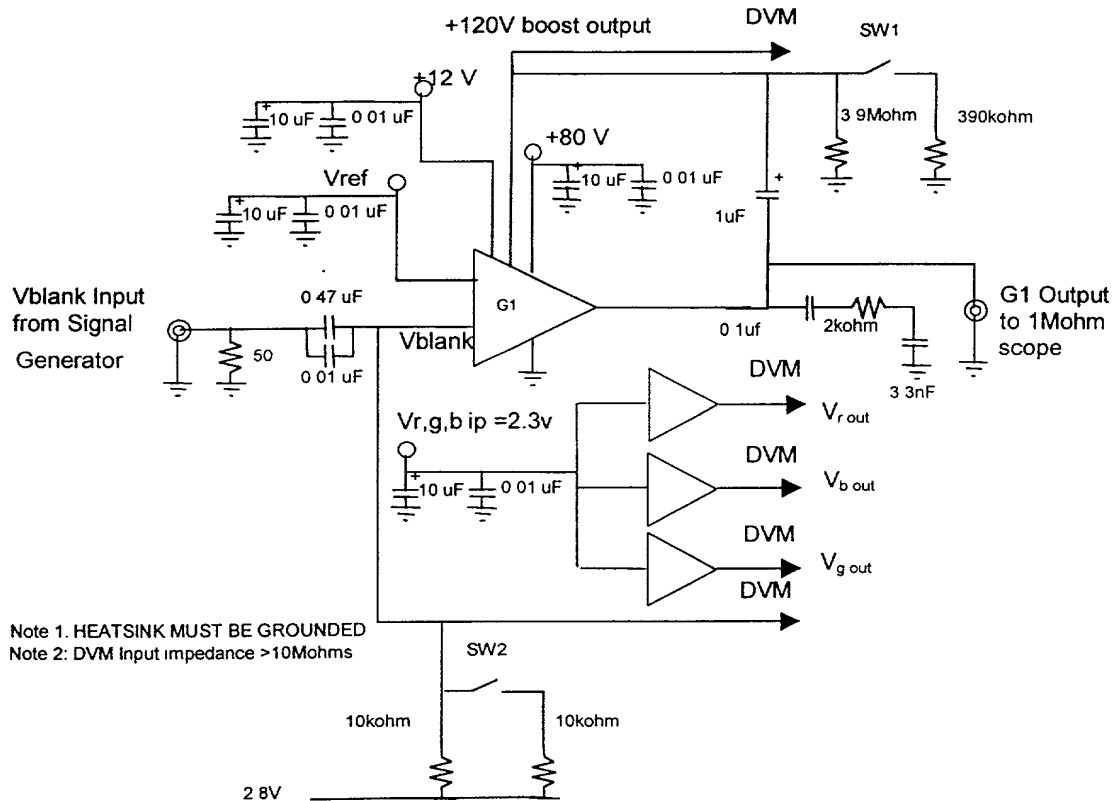 +120V boost output
DVM
SW1
+12 V
10 uF
0 01 uF
3 9Mohm
390kohm
+80 V
10 uF
0 01 uF
Vref
10 uF
0 01 uF
1uF
Vblank Input
from Signal
Generator
0 47 uF
50
0 01 uF
Vblank
G1
0 1uf
2kohm
3 3nF
G1 Output
to 1Mohm
scope
Vr,g,b ip =2.3v
10 uF
0 01 uF
DVM
Vr out
DVM
Vb out
DVM
Vg out
DVM
Note 1. HEATSINK MUST BE GROUNDED
Note 2: DVM Input impedance >10Mohms
SW2
10kohm
10kohm
2 8V